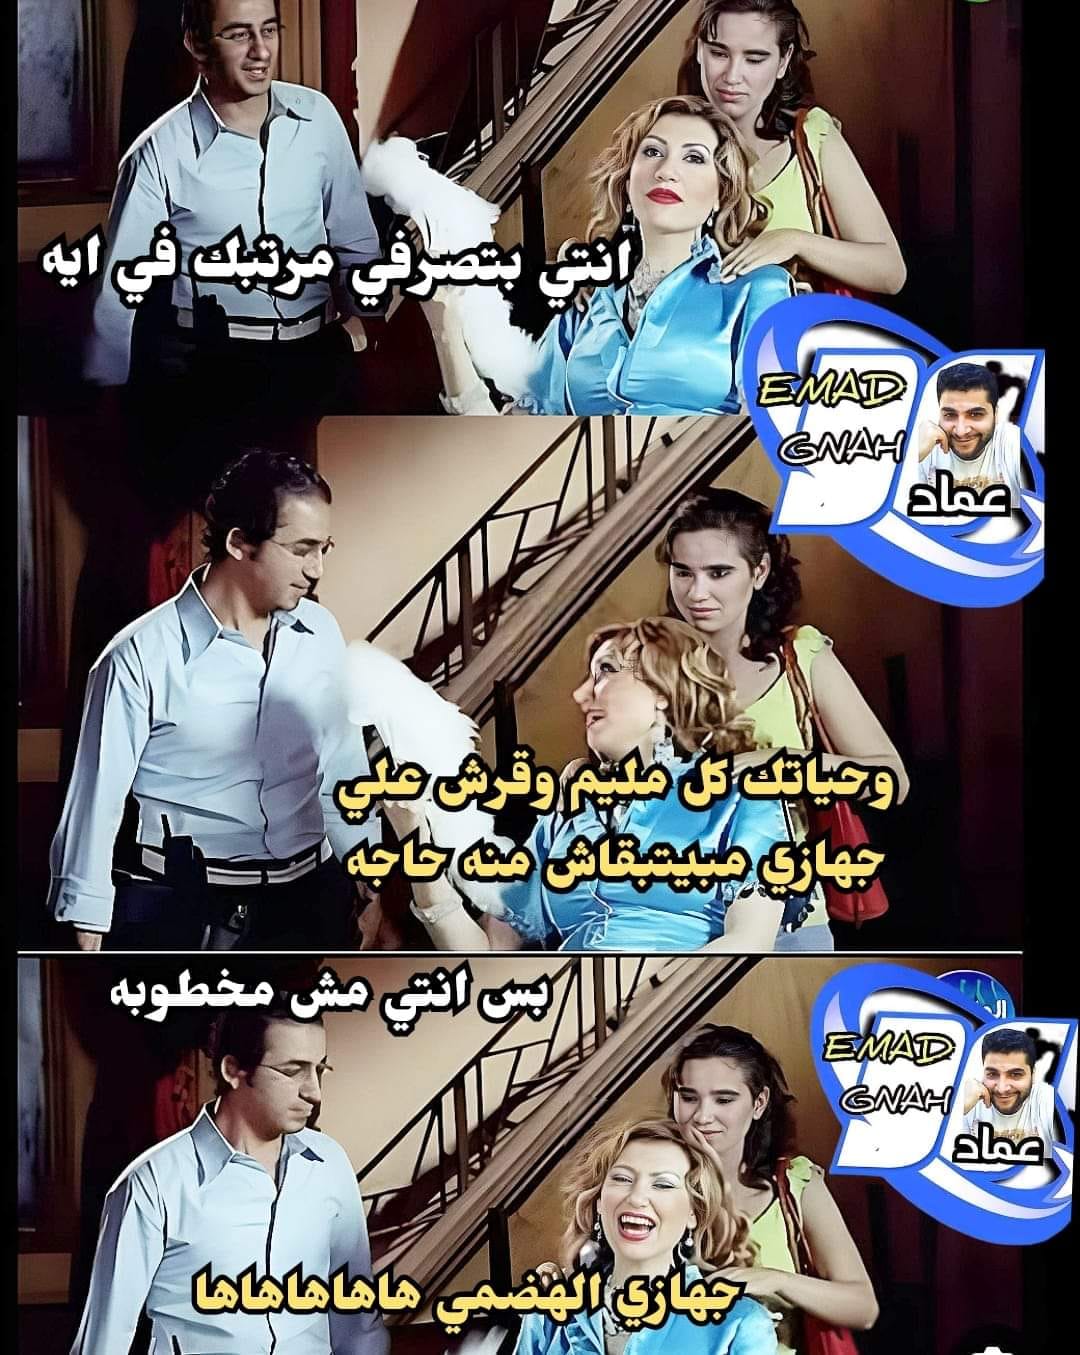 انتي بتصرفي مرتبك في ايه
EMAD
GNAH
عماد
وحياتك كل مليم وقرش علي
جهازي مبيتبقاش منه حاجه
بس انتي مش مخطوبه
EMAD
GNAH
عماد
جهازي الهضمي هاهاهاهاها